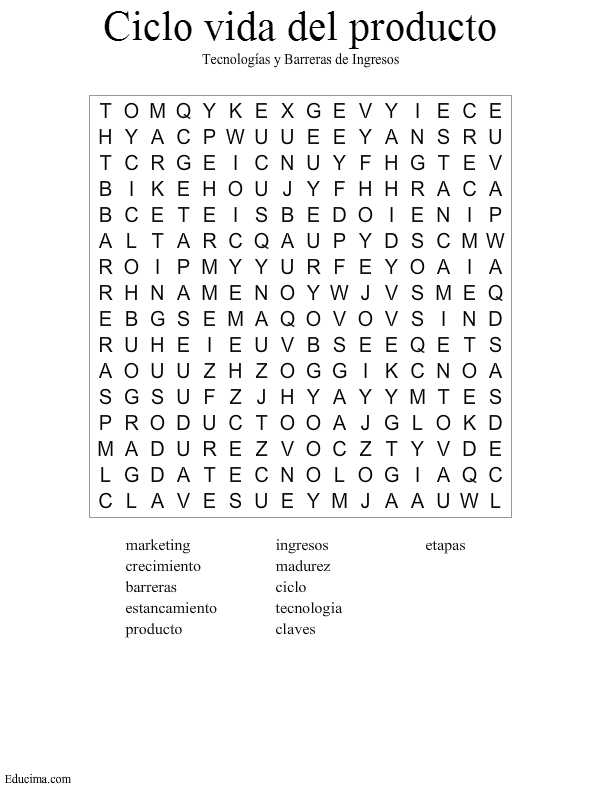 Ciclo vida del producto
Tecnologías y Barreras de Ingresos
T O M Q Y K E X G E V Y I E C E
H Y A C P W U U E E Y A N S R U
T C R G E I C N U Y F H G T E V
B I K E H O U J Y F H H R A C A
B C E T E I S B E D O I E N I P
A L T A R C Q A U P Y D S C M W
R O I P M Y Y U R F E Y O A I A
R H N A M E N O Y W J V S M E Q
E B G S E M A Q O V O V S I N D
R U H E I E U V B S E E Q E T S
A O U U Z H Z O G G I K C N O A
S G S U F Z J H Y A Y Y M T E S
P R O D U C T O O A J G L O K D
M A D U R E Z V O C Z T Y V D E
L G D A T E C N O L O G I A Q C
C L A V E S U E Y M J A A U W L
marketing ingresos etapas
crecimiento madurez
barreras ciclo
estancamiento tecnologia
producto claves
Educima.com